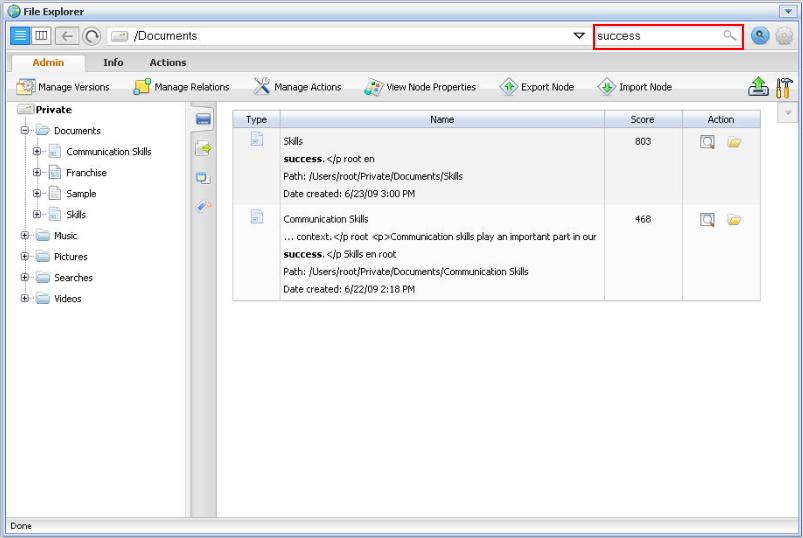 File Explorer
/Documents
success
Admin Info Actions
Manage Versions Manage Relations Manage Actions View Node Properties Export Node Import Node
Private
Documents
Communication Skills
Franchise
Sample
Skills
Music
Pictures
Searches
Videos
Type Name Score Action
Skills 803
success.</p root en
Path: /Users/root/Private/Documents/Skills
Date created: 6/23/09 3:00 PM
Communication Skills 468
... context.</p root <p>Communication skills play an important part in our
success.</p Skills en root
Path: /Users/root/Private/Documents/Communication Skills
Date created: 6/22/09 2:18 PM
Done